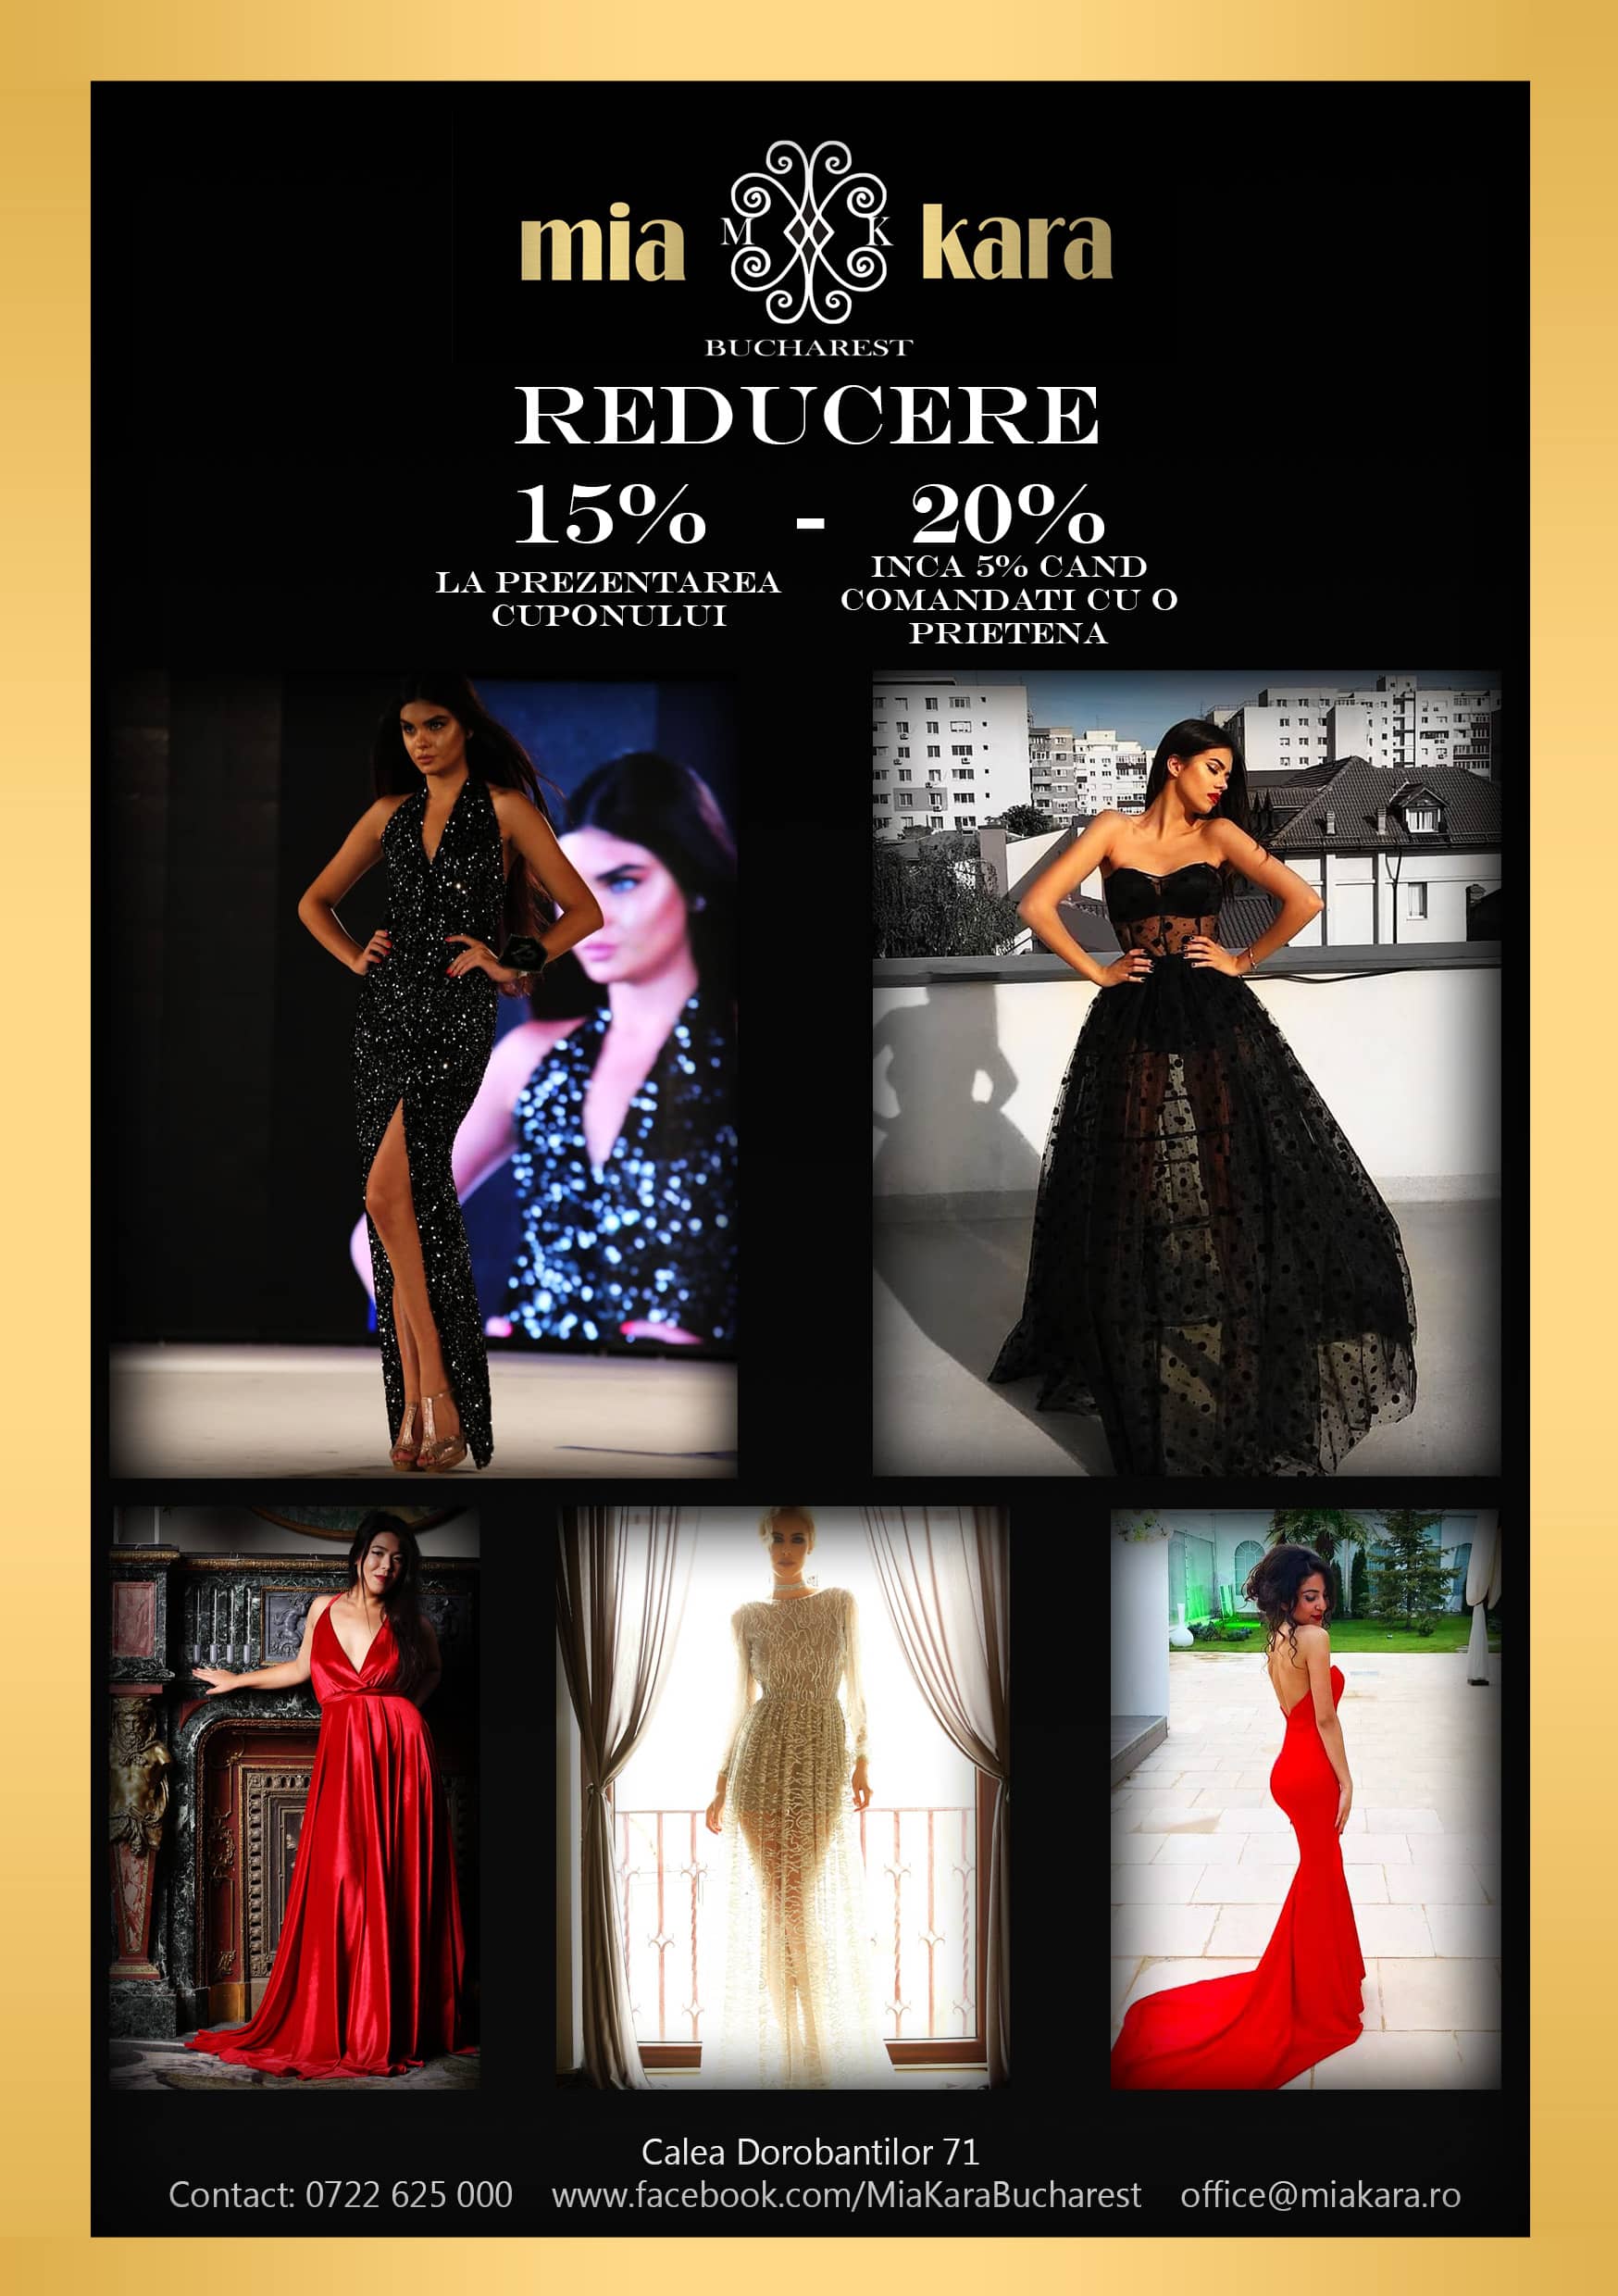 mia M K kara
BUCHAREST
REDUCERE
15% - 20%
LA PREZENTAREA
CUPONULUI
INCA 5% CAND
COMANDATI CU O
PRIETENA
Calea Dorobantilor 71
Contact: 0722 625 000 www.facebook.com/MiaKaraBucharest office@miakara.ro